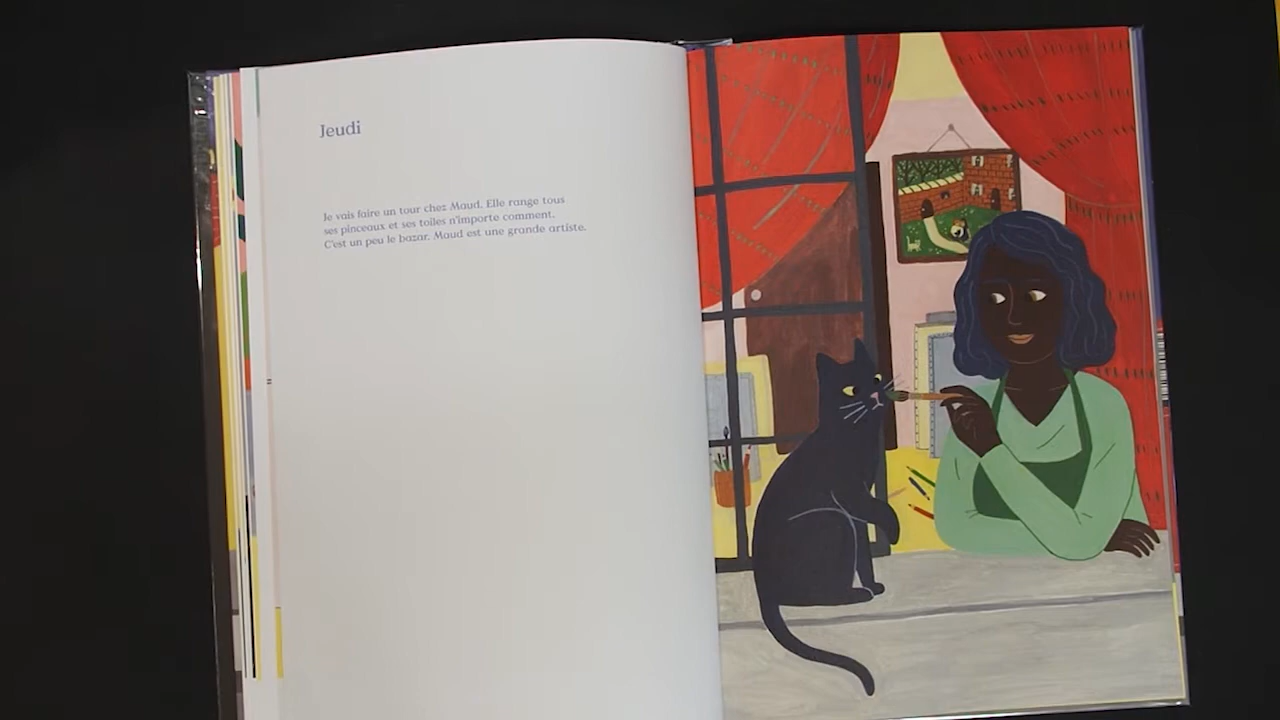 Jeudi
Je vais faire un tour chez Maud. Elle range tous
ses pinceaux et ses toiles n'importe comment.
C'est un peu le bazar. Maud est une grande artiste.